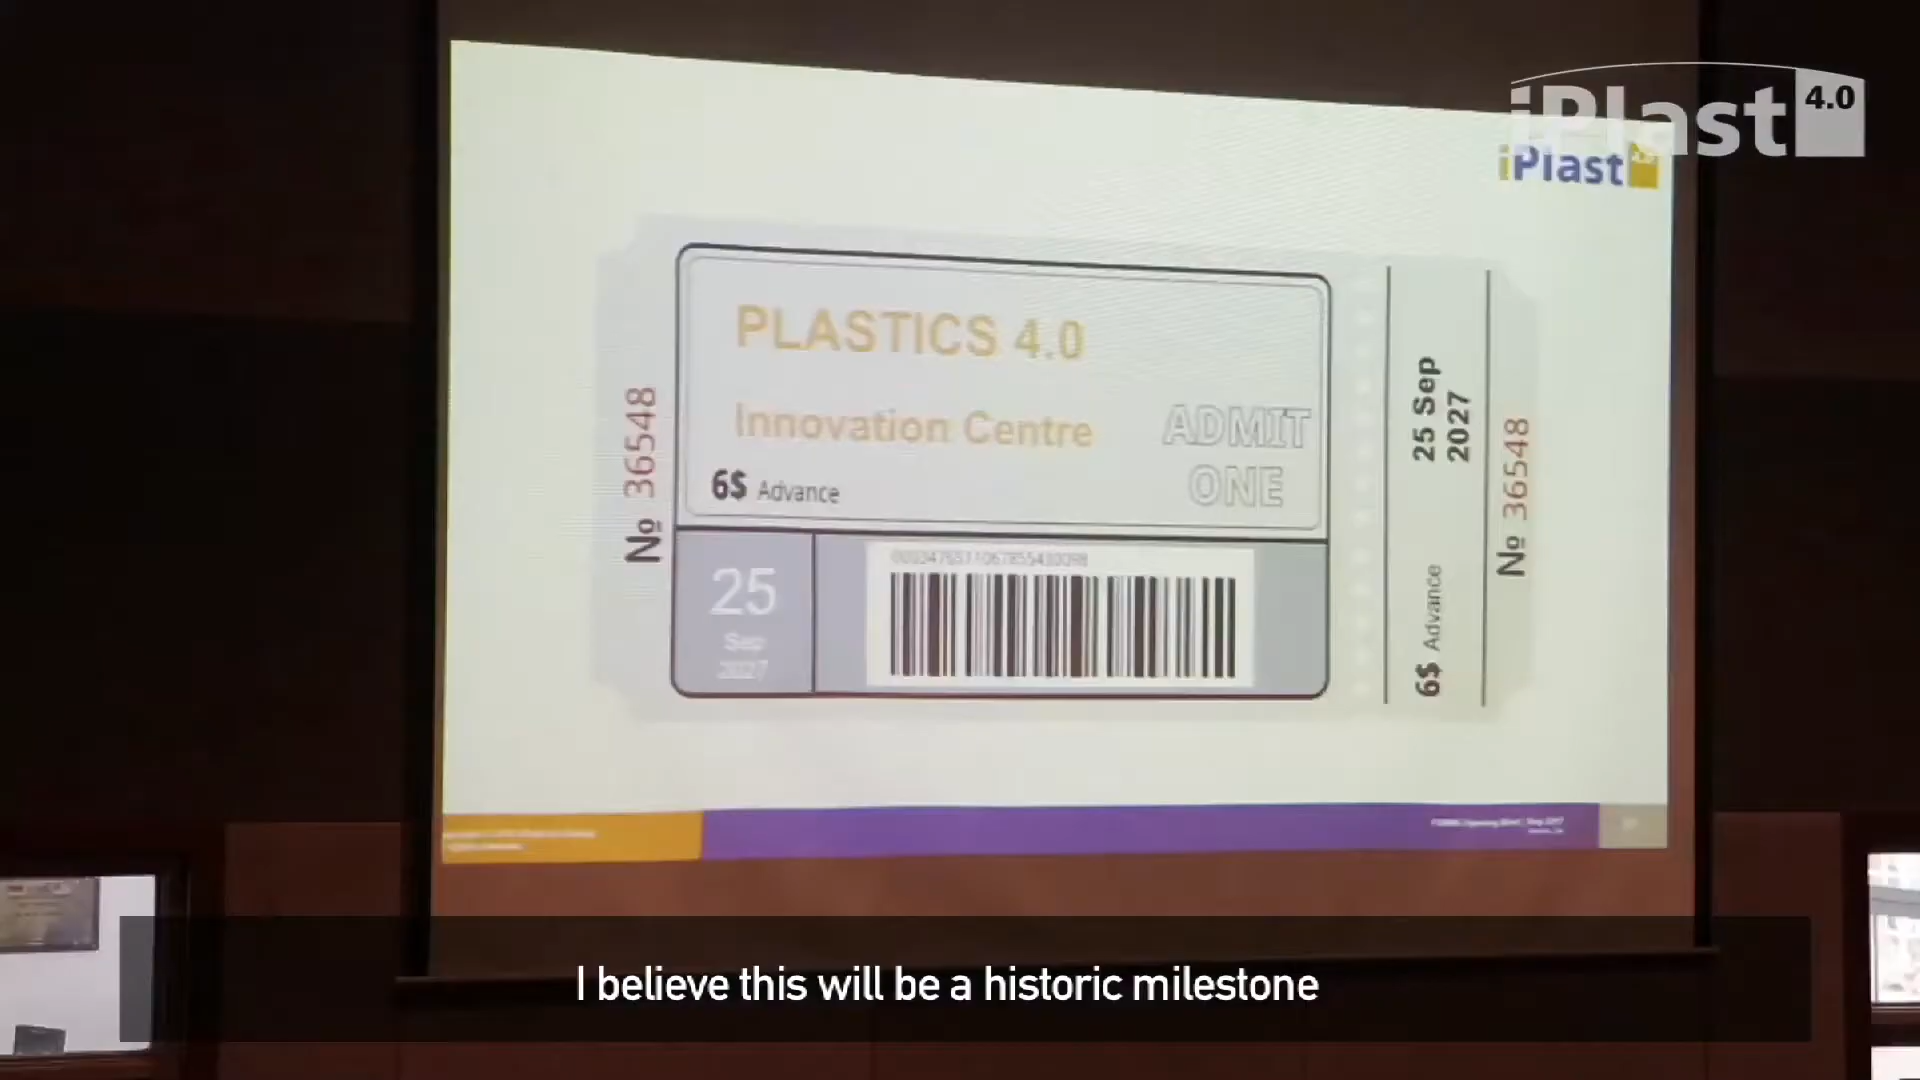 iPlast 4.0
iPlast
PLASTICS 4.0
Innovation Centre
ADMIT
ONE
6$ Advance
№ 36548
25
Sep
2027
25 Sep
2027
6$ Advance
№ 36548
I believe this will be a historic milestone